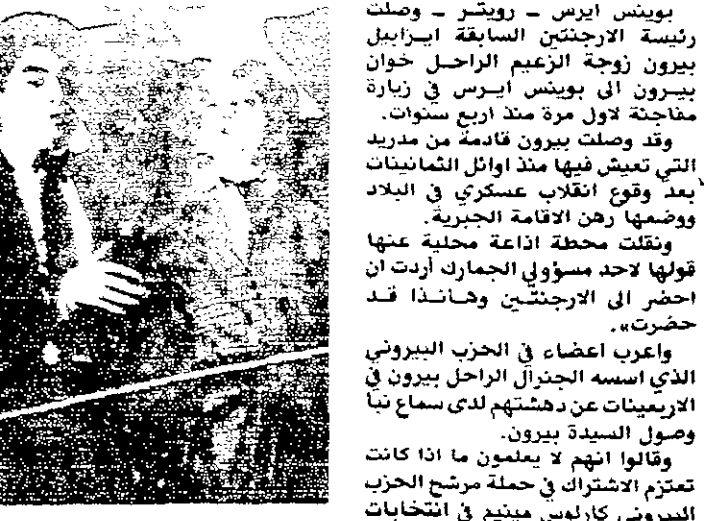 بوينس ايرس ـ رويتر ـ وصلت
رئيسة الارجنتين السابقة ايزابيل
بيرون زوجة الزعيم الراحل خوان
بيرون الى بوينس ايرس في زيارة
مفاجئة لاول مرة منذ اربع سنوات.
وقد وصلت بيرون قادمة من مدريد
التي تعيش فيها منذ اوائل الثمانينات
بعد وقوع انقلاب عسكري في البلاد
ووضعها رهن الاقامة الجبرية.
ونقلت محطة اذاعة محلية عنها
قولها لاحد مسؤولي الجمارك أردت ان
احضر الى الارجنتين وهانذا قد
حضرت».
واعرب اعضاء في الحزب البيروني
الذي اسسه الجنرال الراحل بيرون في
الاربعينات عن دهشتهم لدى سماع نبأ
وصول السيدة بيرون.
وقالوا انهم لا يعلمون ما اذا كانت
تعتزم الاشتراك في حملة مرشح الحزب
البيروني كارلوس مينيم في انتخابات